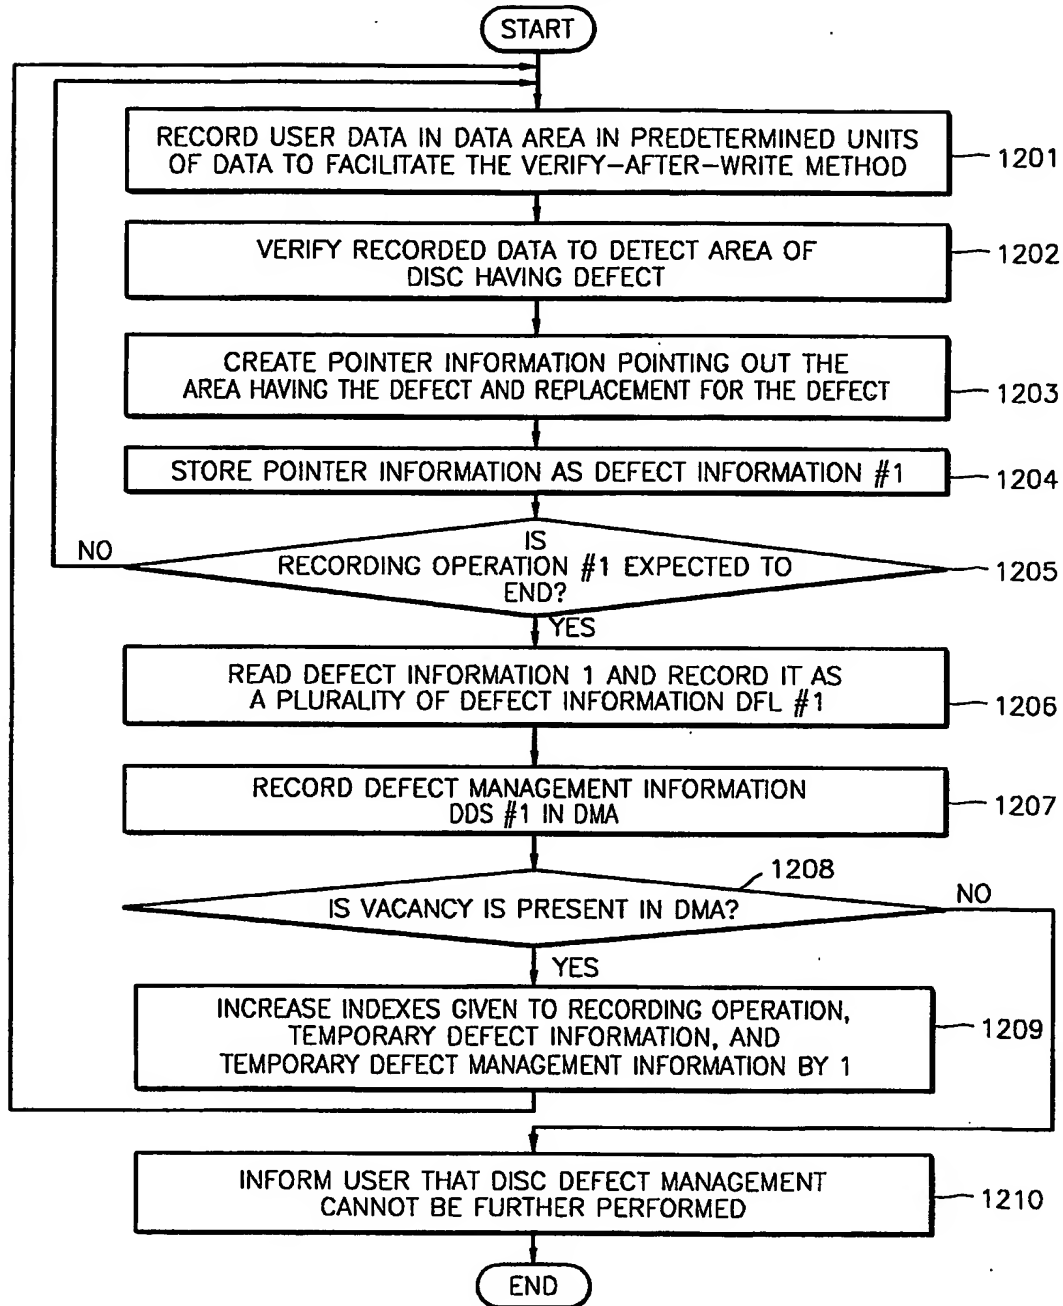 START
RECORD USER DATA IN DATA AREA IN PREDETERMINED UNITS
OF DATA TO FACILITATE THE VERIFY-AFTER-WRITE METHOD
1201
VERIFY RECORDED DATA TO DETECT AREA OF
DISC HAVING DEFECT
1202
CREATE POINTER INFORMATION POINTING OUT THE
AREA HAVING THE DEFECT AND REPLACEMENT FOR THE DEFECT
1203
STORE POINTER INFORMATION AS DEFECT INFORMATION #1
1204
NO
IS
RECORDING OPERATION #1 EXPECTED TO
END?
1205
YES
READ DEFECT INFORMATION 1 AND RECORD IT AS
A PLURALITY OF DEFECT INFORMATION DFL #1
1206
RECORD DEFECT MANAGEMENT INFORMATION
DDS #1 IN DMA
1207
1208
IS VACANCY IS PRESENT IN DMA?
NO
YES
INCREASE INDEXES GIVEN TO RECORDING OPERATION,
TEMPORARY DEFECT INFORMATION, AND
TEMPORARY DEFECT MANAGEMENT INFORMATION BY 1
1209
INFORM USER THAT DISC DEFECT MANAGEMENT
CANNOT BE FURTHER PERFORMED
1210
END